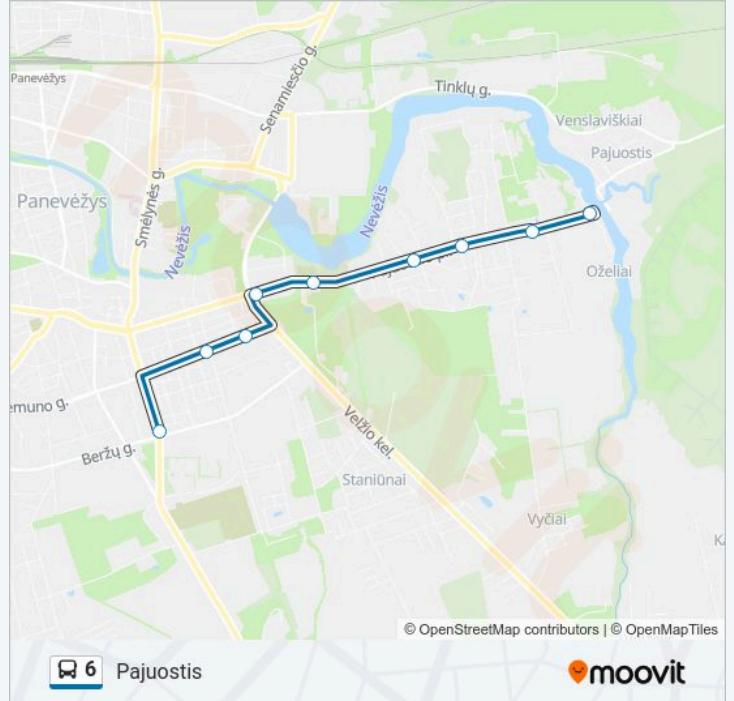 Panevėžys
Senamiesčio g.
Tinklų g.
Venslaviškiai
Pajuostis
Smėlynės g.
Panevėžys
Nevėžis
Nevėžis
Oželiai
emuno g.
Beržų g.
Velžio kel.
Staniūnai
Vyčiai
© OpenStreetMap contributors | © OpenMapTiles
6 Pajuostis
moovit